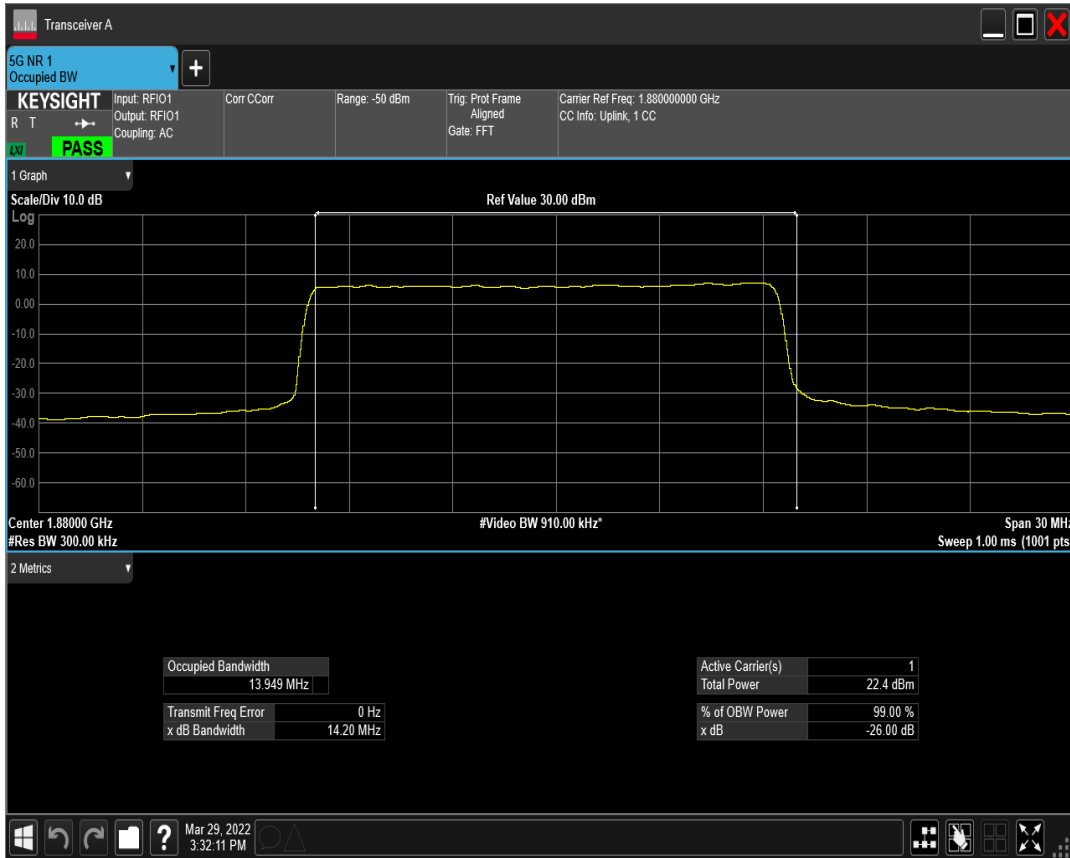 Transceiver A
5G NR 1
Occupied BW
KEYSIGHT
R T
LXI
PASS
Input: RFIO1
Output: RFIO1
Coupling: AC
Corr CCorr
Range: -50 dBm
Trig: Prot Frame
Aligned
Gate: FFT
Carrier Ref Freq: 1.880000000 GHz
CC Info: Uplink, 1 CC
1 Graph
Scale/Div 10.0 dB
Ref Value 30.00 dBm
Log
20.0
10.0
0.00
-10.0
-20.0
-30.0
-40.0
-50.0
-60.0
Center 1.88000 GHz
#Video BW 910.00 kHz*
Span 30 MHz
#Res BW 300.00 kHz
Sweep 1.00 ms (1001 pts
2 Metrics
Occupied Bandwidth
13.949 MHz
Transmit Freq Error 0 Hz
x dB Bandwidth 14.20 MHz
Active Carrier(s) 1
Total Power 22.4 dBm
% of OBW Power 99.00 %
x dB -26.00 dB
?
Mar 29, 2022
3:32:11 PM